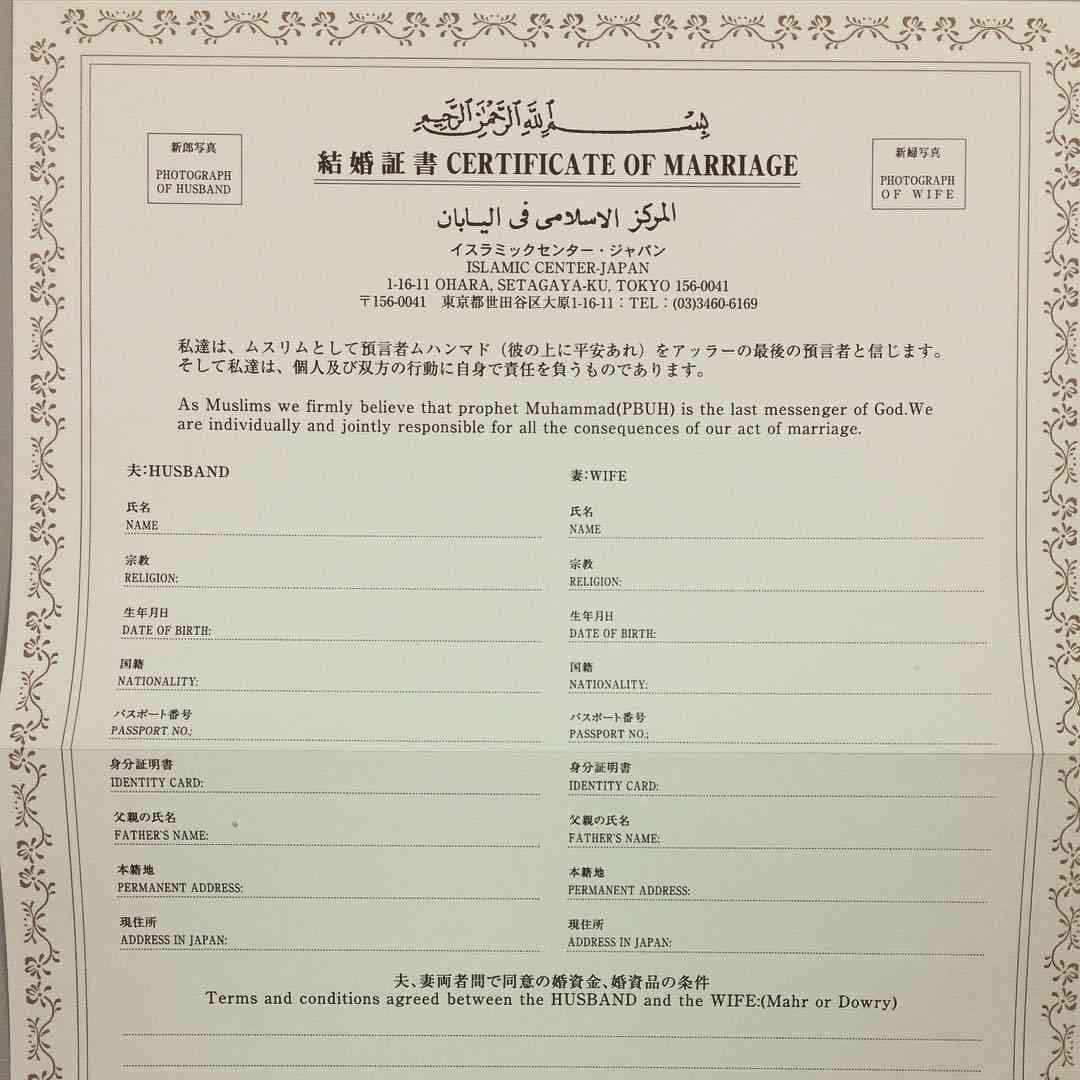 بسم الله الرحمن الرحيم
新郎写真
PHOTOGRAPH
OF HUSBAND
結婚証書 CERTIFICATE OF MARRIAGE
新婦写真
PHOTOGRAPH
OF WIFE
المركز الاسلامى فى اليابان
イスラミックセンター・ジャパン
ISLAMIC CENTER-JAPAN
1-16-11 OHARA, SETAGAYA-KU, TOKYO 156-0041
〒156-0041 東京都世田谷区大原1-16-11：TEL：(03)3460-6169
私達は、ムスリムとして預言者ムハンマド（彼の上に平安あれ）をアッラーの最後の預言者と信じます。
そして私達は、個人及び双方の行動に自身で責任を負うものであります。
As Muslims we firmly believe that prophet Muhammad(PBUH) is the last messenger of God.We
are individually and jointly responsible for all the consequences of our act of marriage.
夫:HUSBAND
氏名
NAME
宗教
RELIGION:
生年月日
DATE OF BIRTH:
国籍
NATIONALITY:
パスポート番号
PASSPORT NO.;
身分証明書
IDENTITY CARD:
父親の氏名
FATHER'S NAME:
本籍地
PERMANENT ADDRESS:
現住所
ADDRESS IN JAPAN:
妻:WIFE
氏名
NAME
宗教
RELIGION:
生年月日
DATE OF BIRTH:
国籍
NATIONALITY:
パスポート番号
PASSPORT NO.;
身分証明書
IDENTITY CARD:
父親の氏名
FATHER'S NAME:
本籍地
PERMANENT ADDRESS:
現住所
ADDRESS IN JAPAN:
夫、妻両者間で同意の婚資金、婚資品の条件
Terms and conditions agreed between the HUSBAND and the WIFE:(Mahr or Dowry)